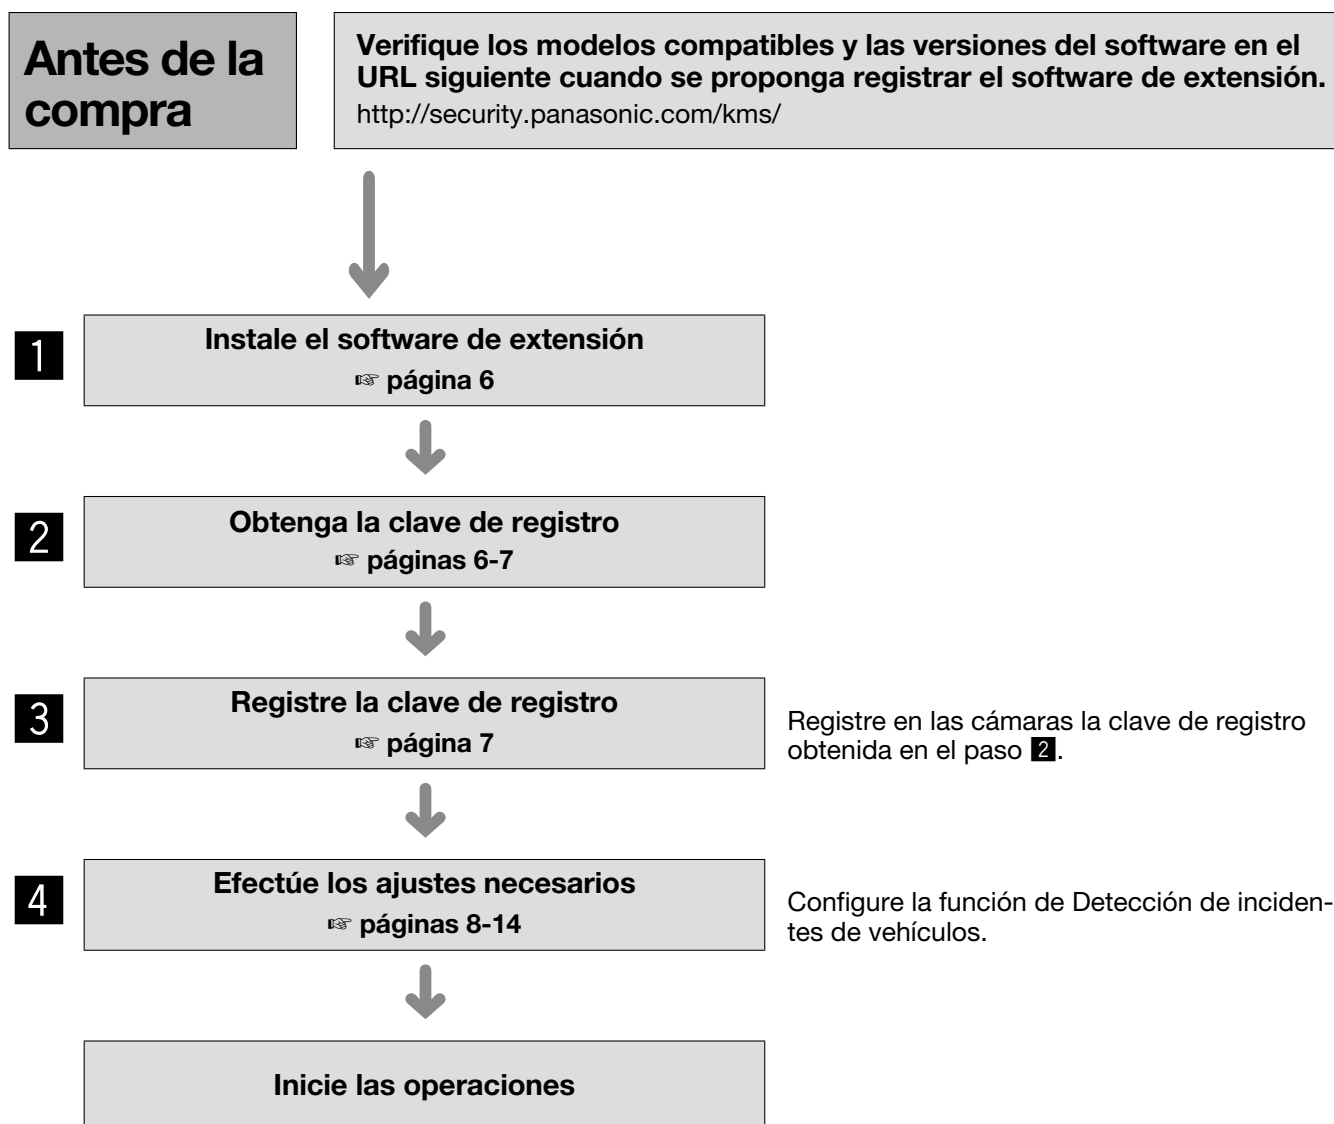 Antes de la
compra
Verifique los modelos compatibles y las versiones del software en el
URL siguiente cuando se proponga registrar el software de extensión.
http://security.panasonic.com/kms/
1
Instale el software de extensión
☞ página 6
2
Obtenga la clave de registro
☞ páginas 6-7
3
Registre la clave de registro
☞ página 7
Registre en las cámaras la clave de registro
obtenida en el paso 2.
4
Efectúe los ajustes necesarios
☞ páginas 8-14
Configure la función de Detección de inciden-
tes de vehículos.
Inicie las operaciones